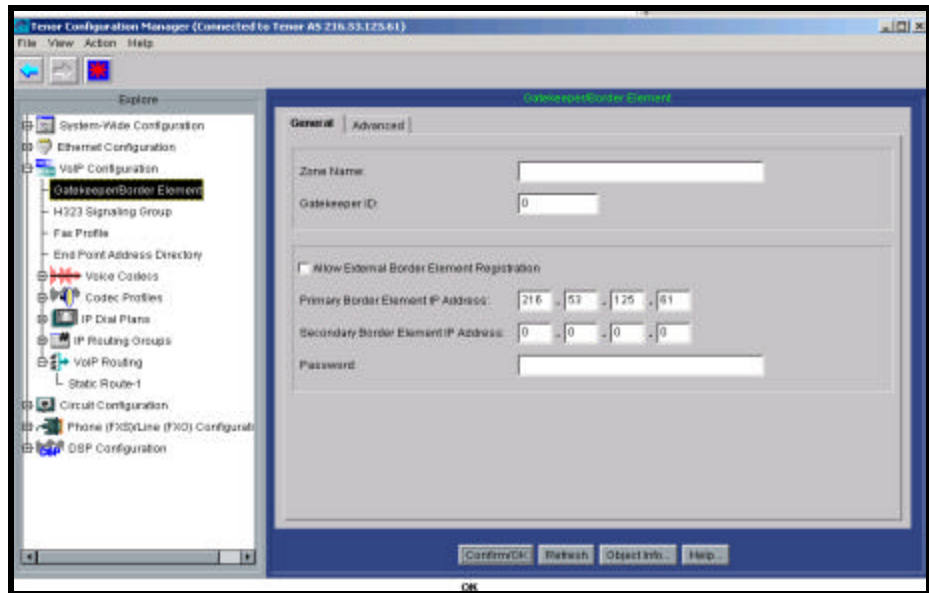 Tenor Configuration Manager (Connected to Tenor AS 216.53.125.61)
File View Action Help
Explore
Gatekeeper/Border Element
System-Wide Configuration
Ethernet Configuration
VoIP Configuration
Gatekeeper/Border Element
H323 Signaling Group
Fax Profile
End Point Address Directory
Voice Codecs
Codec Profiles
IP Dial Plans
IP Routing Groups
VoIP Routing
Static Route-1
Circuit Configuration
Phone (FXS)/Line (FXO) Configurati
DSP Configuration
General Advanced
Zone Name:
Gatekeeper ID: 0
Allow External Border Element Registration
Primary Border Element IP Address: 216 . 53 . 125 . 61
Secondary Border Element IP Address: 0 . 0 . 0 . 0
Password:
Confirm/OK Refresh Object Info... Help...
OK